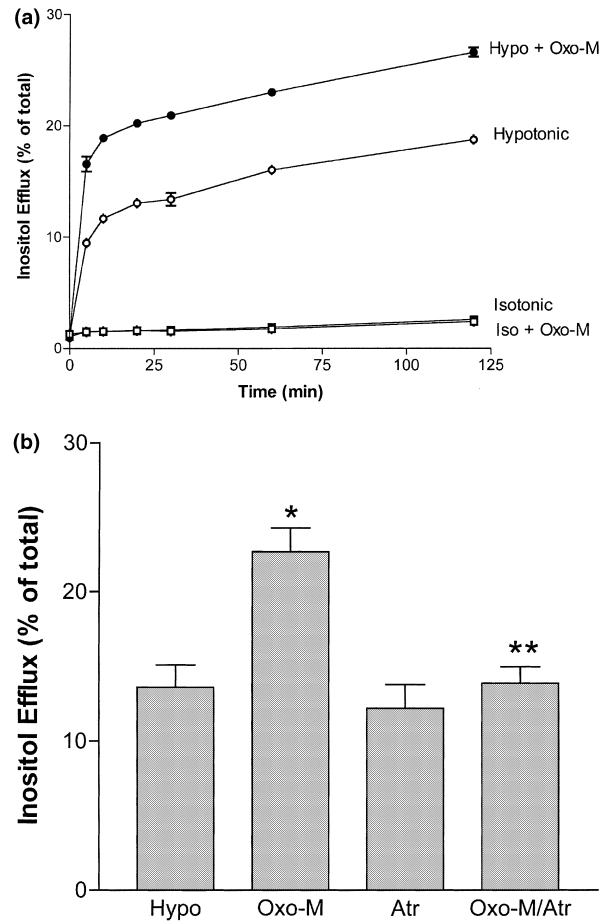 (a)
30
20
10
0
Inositol Efflux (% of total)
Hypo + Oxo-M
Hypotonic
Isotonic
Iso + Oxo-M
0
25
50
75
100
125
Time (min)
(b)
30
20
10
0
Inositol Efflux (% of total)
*
**
Hypo
Oxo-M
Atr
Oxo-M/Atr